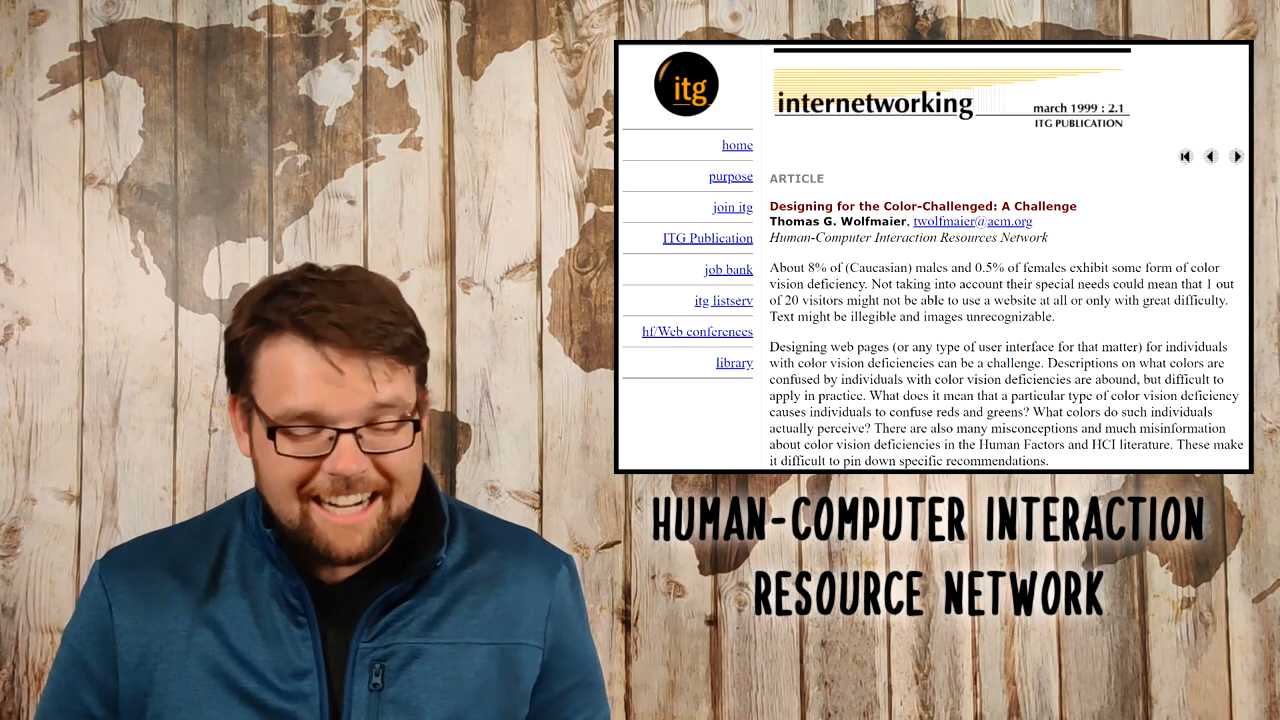 itg
home
purpose
join itg
ITG Publication
job bank
itg listserv
hf/Web conferences
library
internetworking
march 1999 : 2.1
ITG PUBLICATION
ARTICLE
Designing for the Color-Challenged: A Challenge
Thomas G. Wolfmaier, twolfmaier@acm.org
Human-Computer Interaction Resources Network
About 8% of (Caucasian) males and 0.5% of females exhibit some form of color
vision deficiency. Not taking into account their special needs could mean that 1 out
of 20 visitors might not be able to use a website at all or only with great difficulty.
Text might be illegible and images unrecognizable.
Designing web pages (or any type of user interface for that matter) for individuals
with color vision deficiencies can be a challenge. Descriptions on what colors are
confused by individuals with color vision deficiencies are abound, but difficult to
apply in practice. What does it mean that a particular type of color vision deficiency
causes individuals to confuse reds and greens? What colors do such individuals
actually perceive? There are also many misconceptions and much misinformation
about color vision deficiencies in the Human Factors and HCI literature. These make
it difficult to pin down specific recommendations.
HUMAN-COMPUTER INTERACTION
RESOURCE NETWORK